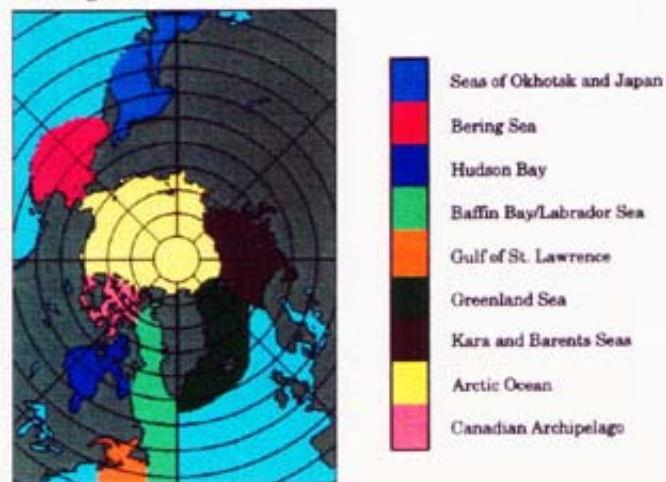 Seas of Okhotsk and Japan
Bering Sea
Hudson Bay
Baffin Bay/Labrador Sea
Gulf of St. Lawrence
Greenland Sea
Kara and Barents Seas
Arctic Ocean
Canadian Archipelago